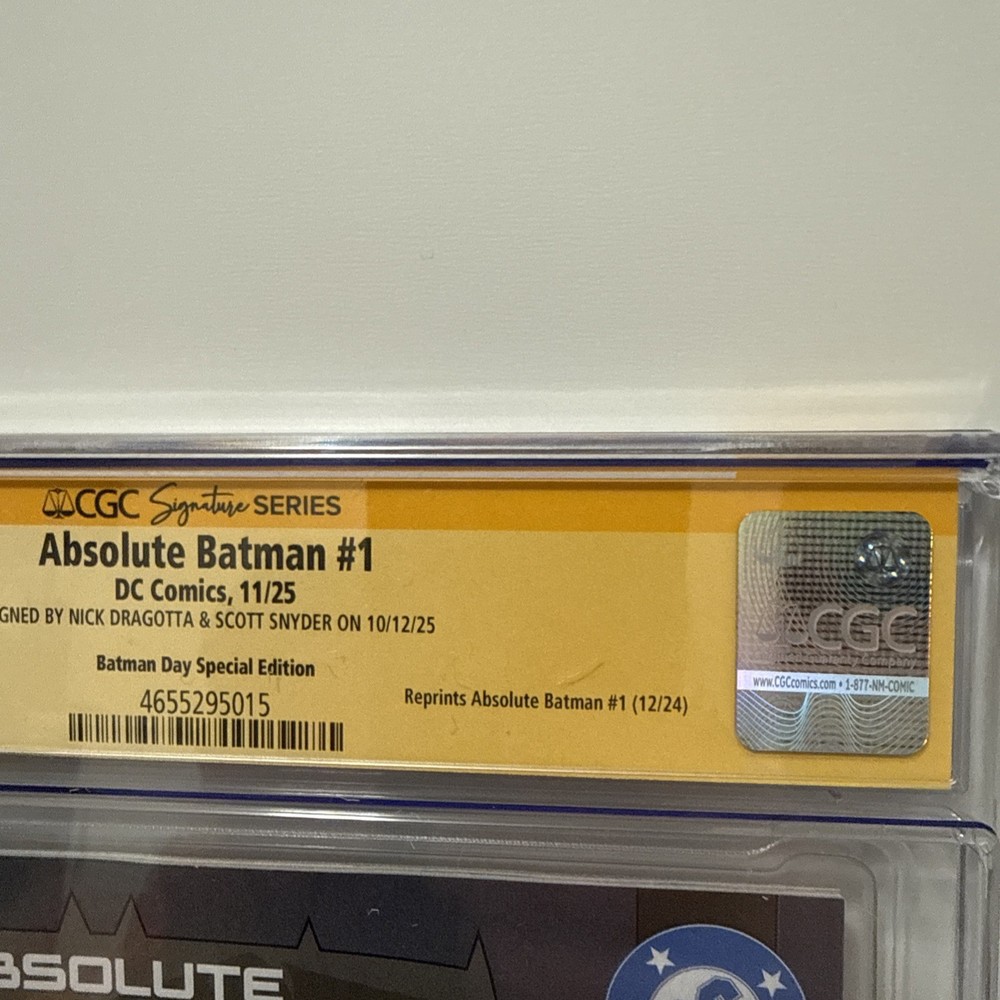 CGC Signature SERIES
Absolute Batman #1
DC Comics, 11/25
GNED BY NICK DRAGOTTA & SCOTT SNYDER ON 10/12/25
Batman Day Special Edition
4655295015
Reprints Absolute Batman #1 (12/24)
CGC
www.CGCcomics.com • 1-877-NM-COMIC
BSOLUTE